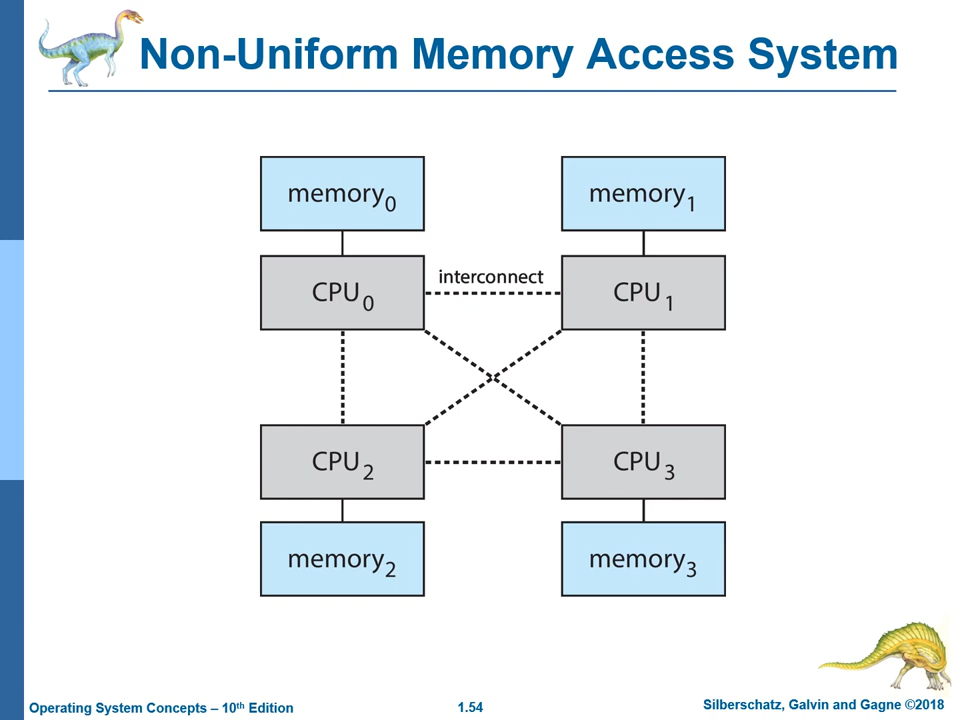 Non-Uniform Memory Access System
memory₀
memory₁
CPU₀
interconnect
CPU₁
CPU₂
CPU₃
memory₂
memory₃
Operating System Concepts – 10th Edition
1.54
Silberschatz, Galvin and Gagne ©2018